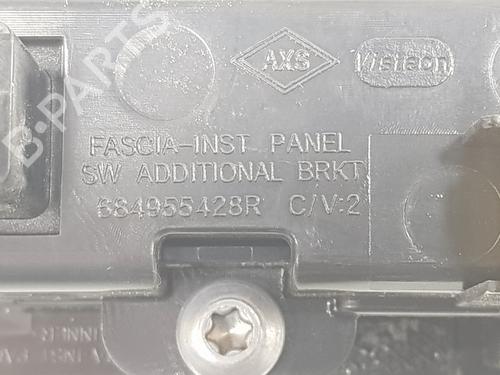 AXS
Visteon
B-PARTS
FASCIA-INST PANEL
SW ADDITIONAL BRKT
684955428R C/V:2